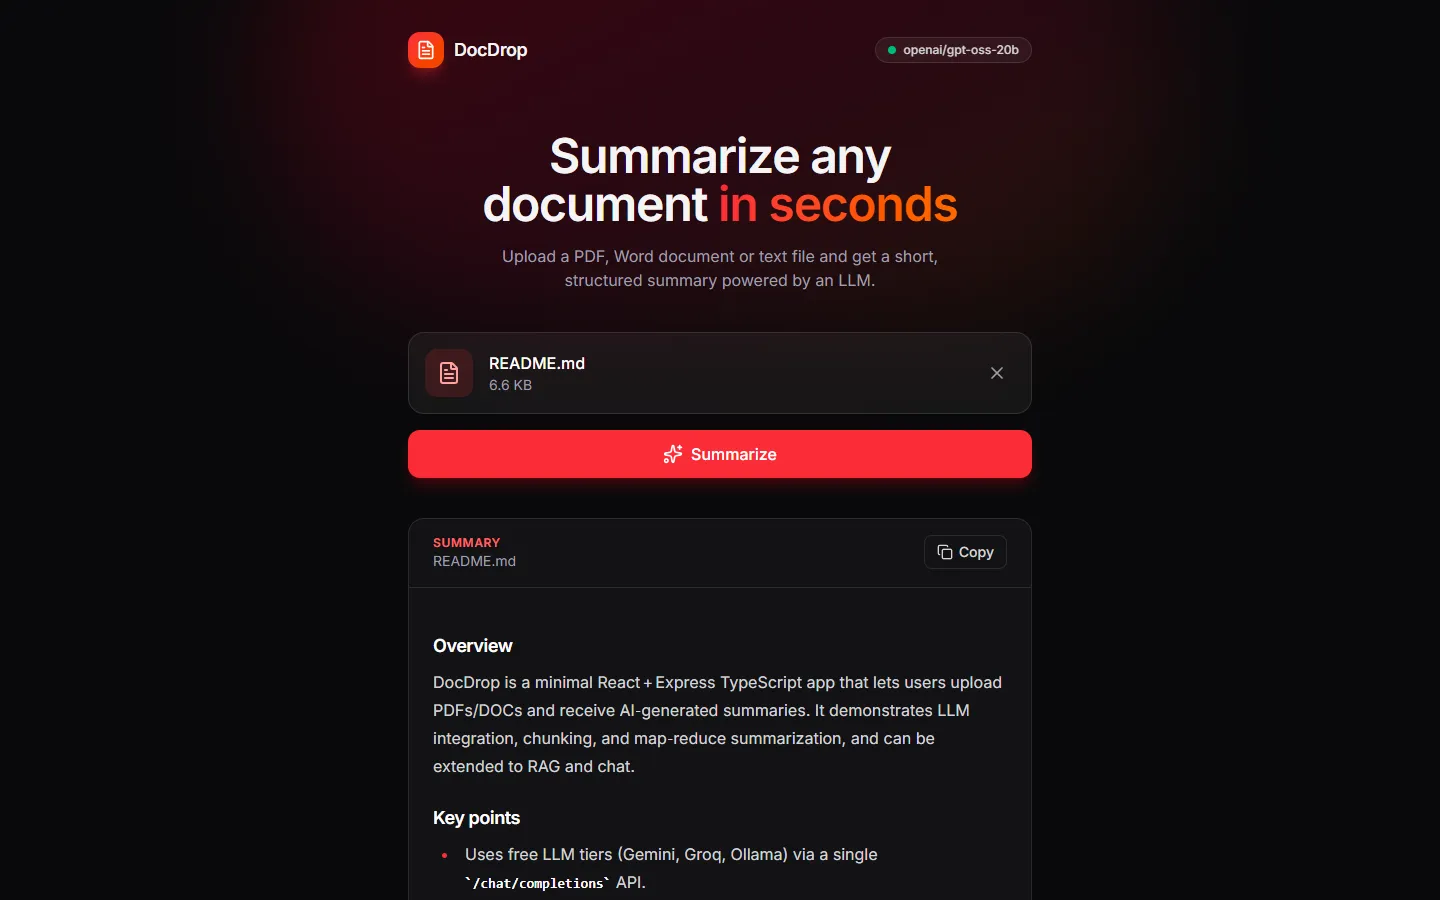 DocDrop
openai/gpt-oss-20b
Summarize any
document in seconds
Upload a PDF, Word document or text file and get a short,
structured summary powered by an LLM.
README.md
6.6 KB
Summarize
SUMMARY
README.md
Copy
Overview
DocDrop is a minimal React + Express TypeScript app that lets users upload
PDFs/DOCs and receive AI-generated summaries. It demonstrates LLM
integration, chunking, and map-reduce summarization, and can be
extended to RAG and chat.
Key points
• Uses free LLM tiers (Gemini, Groq, Ollama) via a single
`/chat/completions` API.